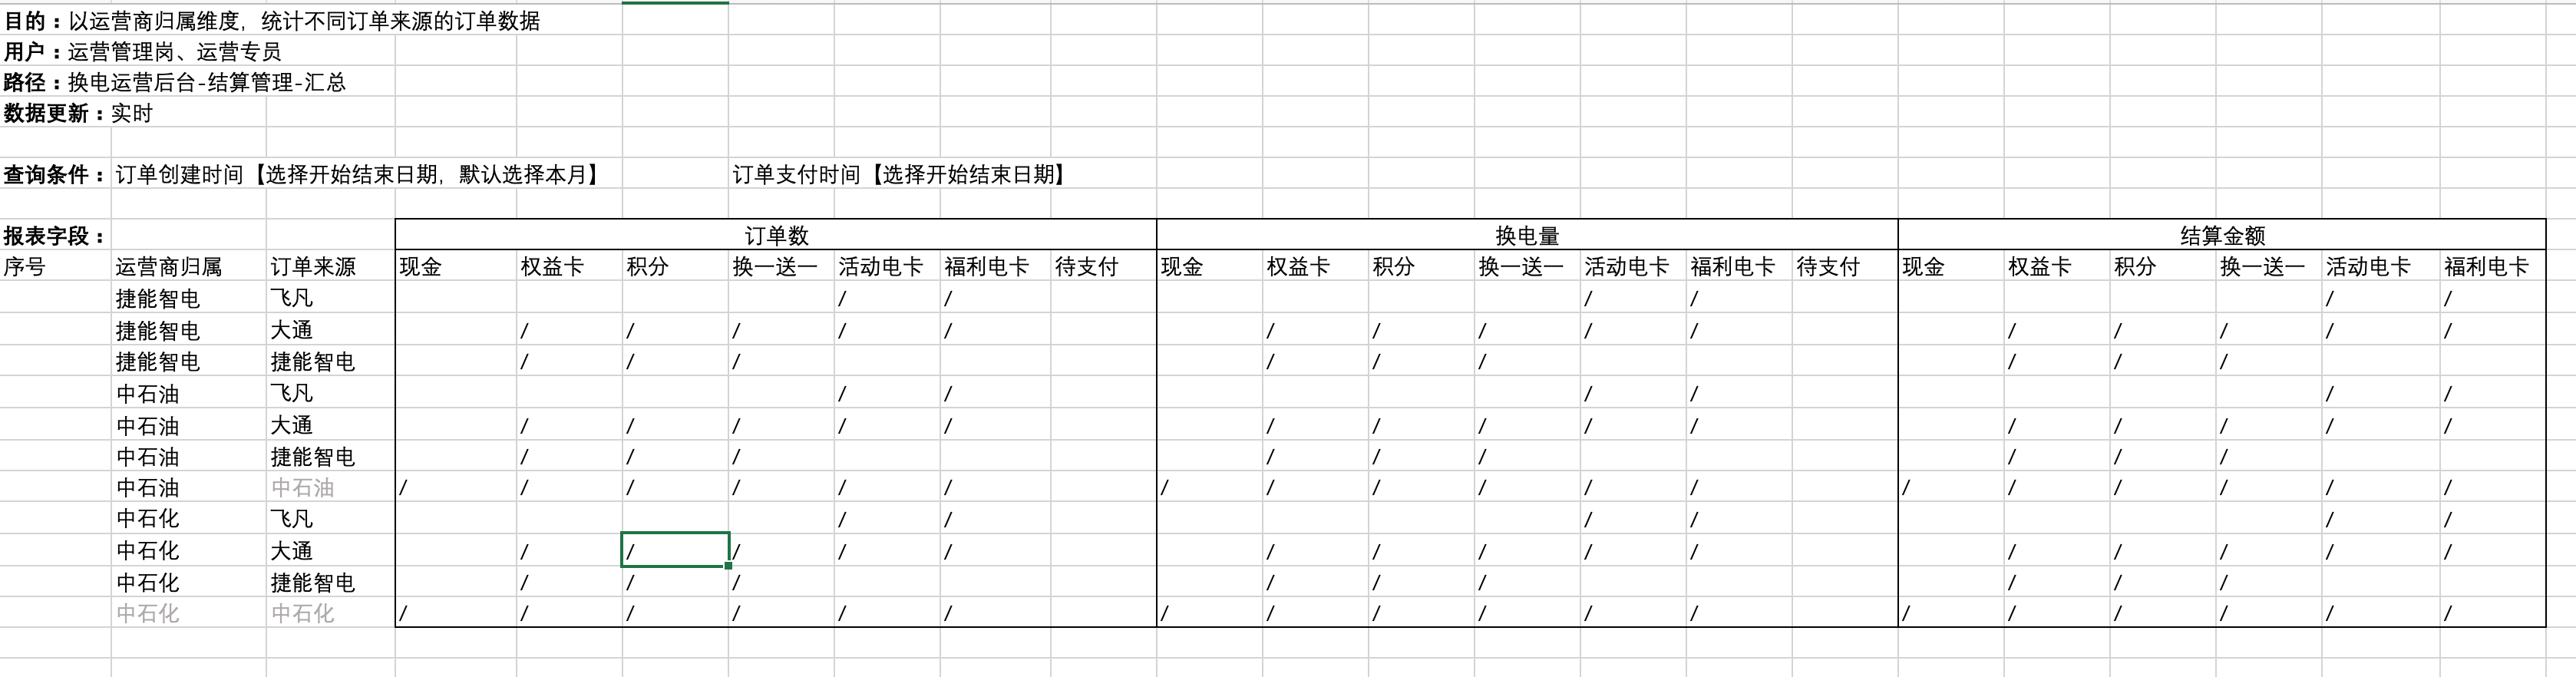 目的：以运营商归属维度，统计不同订单来源的订单数据
用户：运营管理岗、运营专员
路径：换电运营后台-结算管理-汇总
数据更新：实时
查询条件：订单创建时间【选择开始结束日期，默认选择本月】 订单支付时间【选择开始结束日期】
报表字段： 订单数 换电量 结算金额
序号 运营商归属 订单来源 现金 权益卡 积分 换一送一 活动电卡 福利电卡 待支付 现金 权益卡 积分 换一送一 活动电卡 福利电卡 待支付 现金 权益卡 积分 换一送一 活动电卡 福利电卡
捷能智电 飞凡 / / / / / /
捷能智电 大通 / / / / / / / / / / / / / / /
捷能智电 捷能智电 / / / / / / / / /
中石油 飞凡 / / / / / /
中石油 大通 / / / / / / / / / / / / / / /
中石油 捷能智电 / / / / / / / / /
中石油 中石油 / / / / / / / / / / / / / / / / / /
中石化 飞凡 / / / / / /
中石化 大通 / / / / / / / / / / / / / / /
中石化 捷能智电 / / / / / / / / /
中石化 中石化 / / / / / / / / / / / / / / / / / /